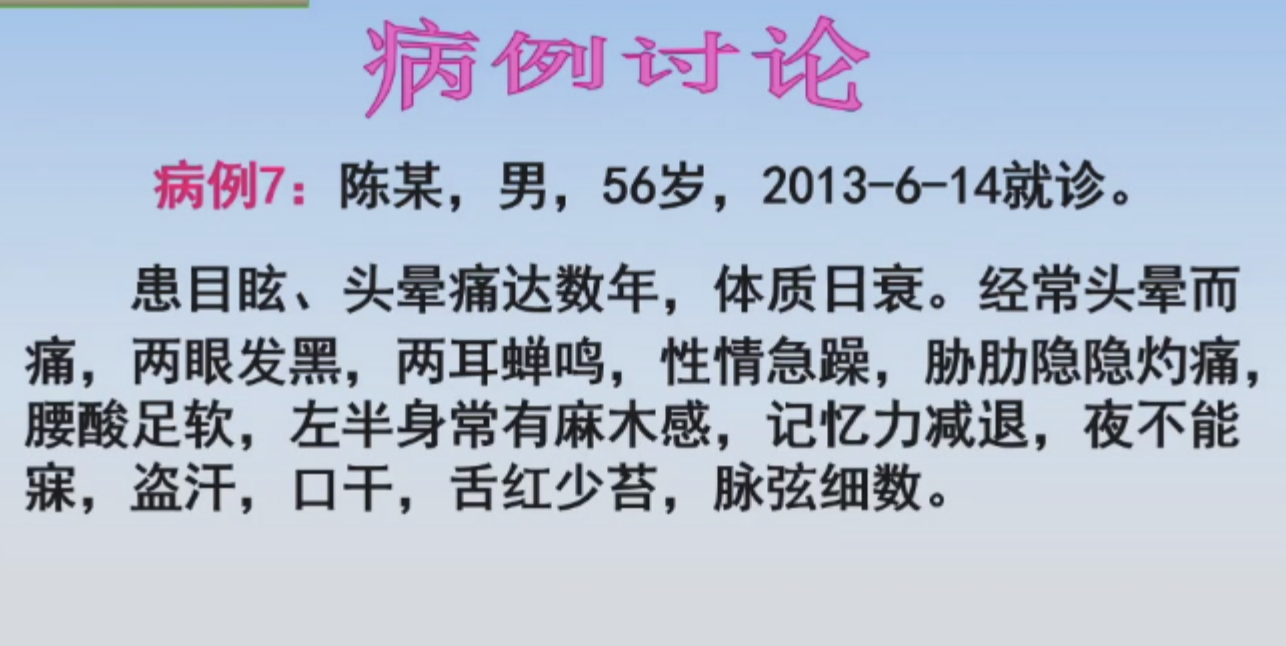 病例讨论
病例7：陈某，男，56岁，2013-6-14就诊。
患目眩、头晕痛达数年，体质日衰。经常头晕而
痛，两眼发黑，两耳蝉鸣，性情急躁，胁肋隐隐灼痛，
腰酸足软，左半身常有麻木感，记忆力减退，夜不能
寐，盗汗，口干，舌红少苔，脉弦细数。